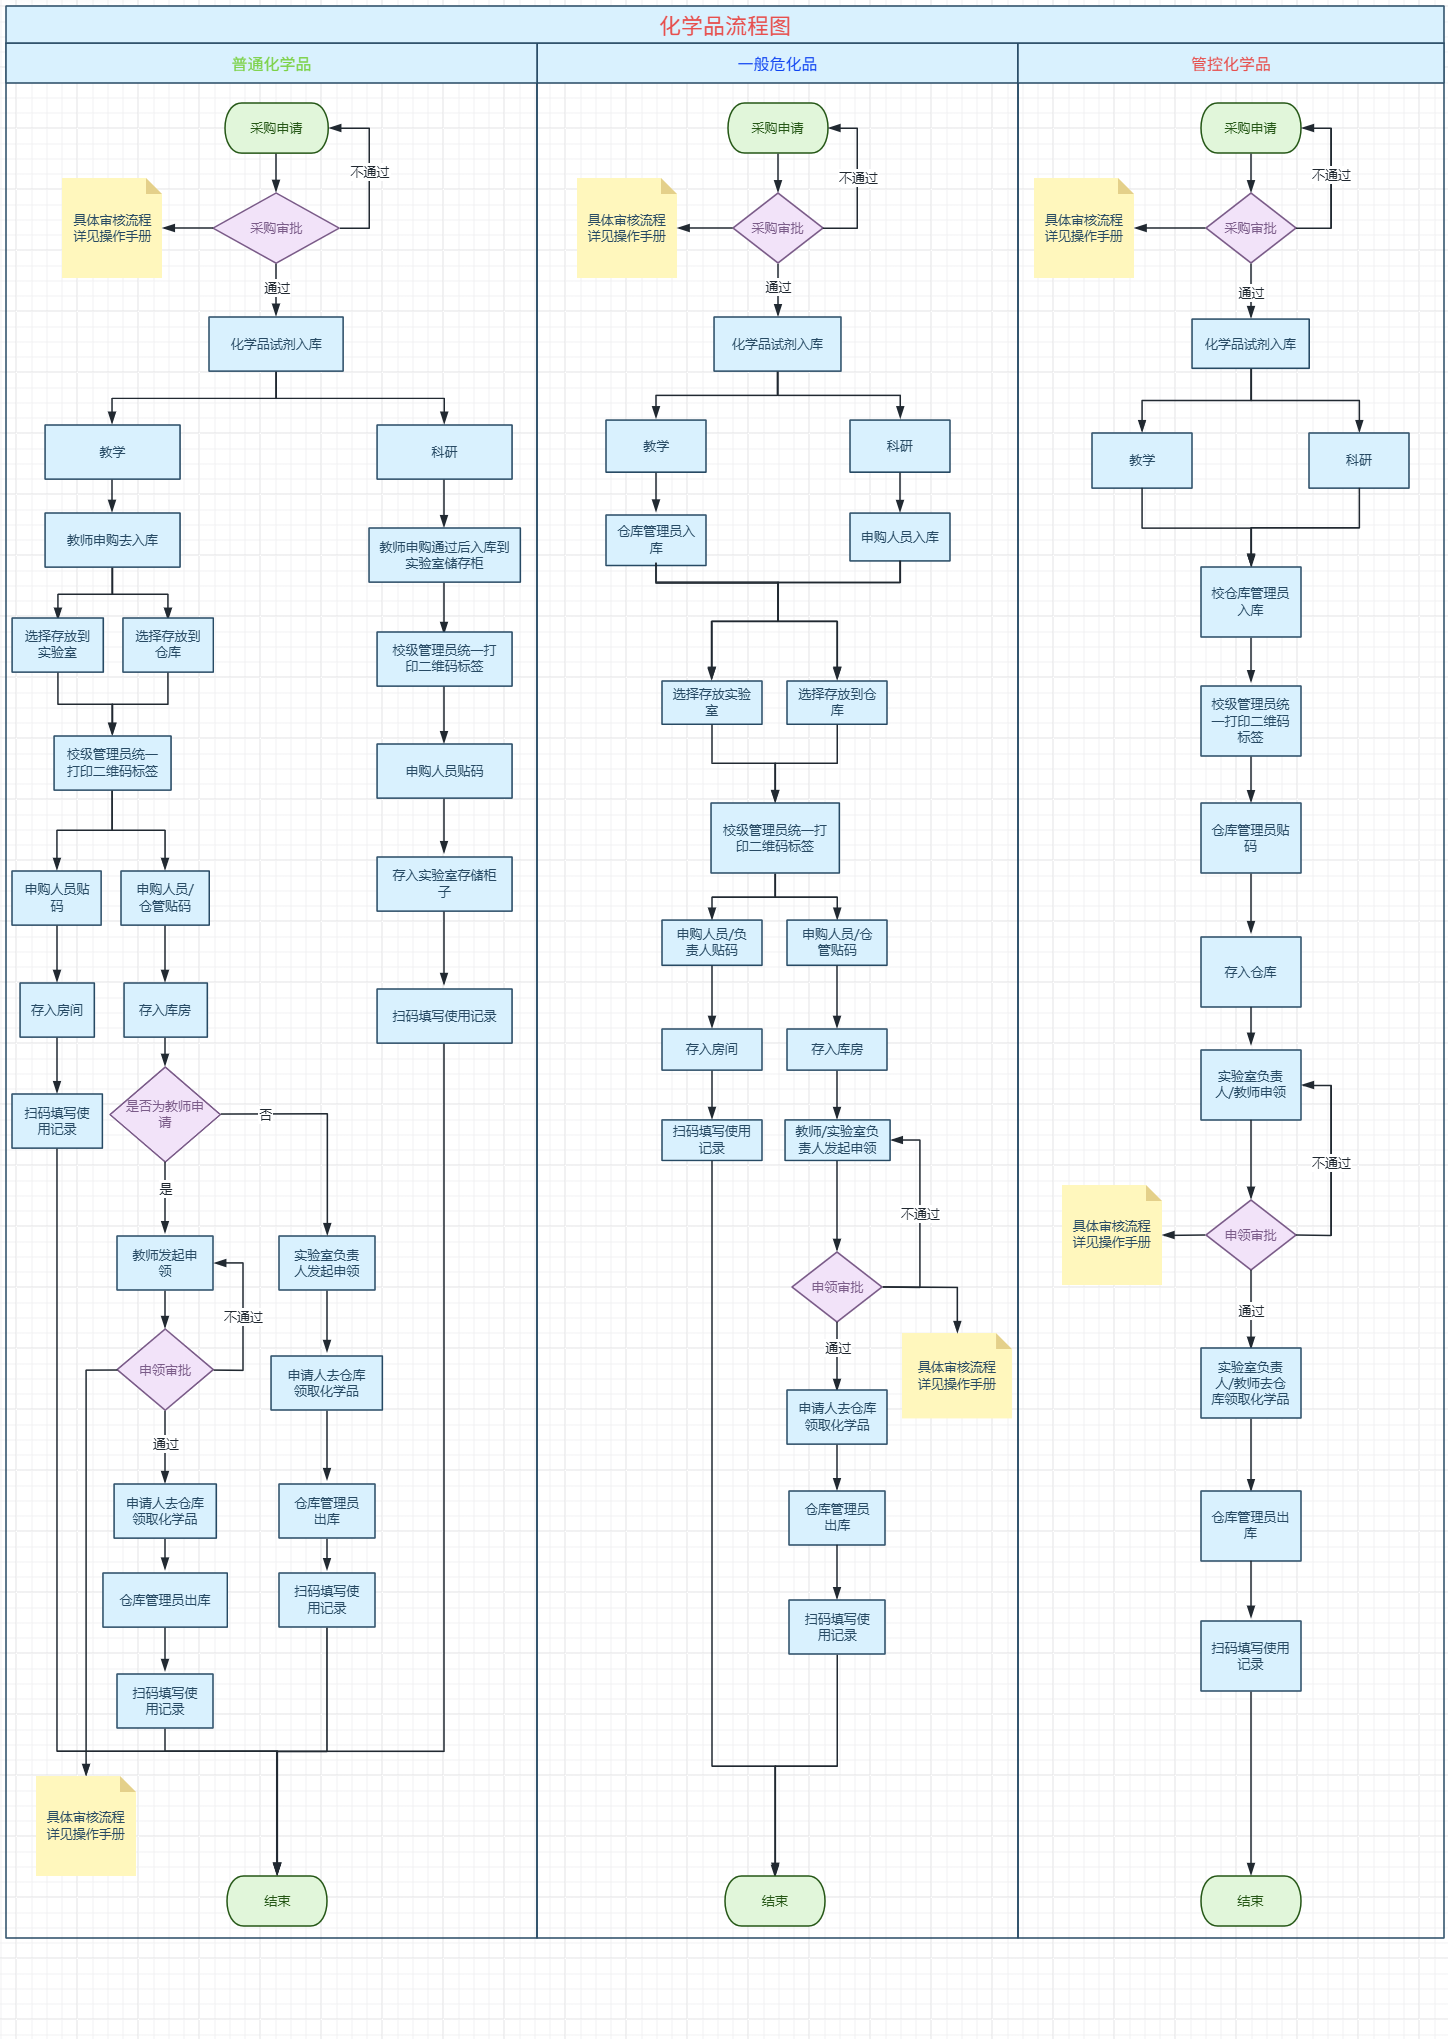 化学品流程图
普通化学品
采购申请
不通过
具体审核流程
详见操作手册
采购审批
通过
化学品试剂入库
教学
科研
教师申购去入库
教师申购通过后入库到
实验室储存柜
选择存放到
实验室
选择存放到
仓库
校级管理员统一打
印二维码标签
校级管理员统一
打印二维码标签
申购人员贴码
申购人员贴
码
申购人员/
仓管贴码
存入实验室存储柜
子
存入房间
存入库房
扫码填写使用记录
扫码填写使
用记录
是否为教师申
请
否
是
教师发起申
领
实验室负责
人发起申领
不通过
申领审批
申请人去仓库
领取化学品
通过
申请人去仓库
领取化学品
仓库管理员
出库
仓库管理员出库
扫码填写使
用记录
扫码填写使
用记录
具体审核流程
详见操作手册
结束
一般危化品
采购申请
不通过
具体审核流程
详见操作手册
采购审批
通过
化学品试剂入库
教学
科研
仓库管理员入
库
申购人员入库
选择存放实验
室
选择存放到仓
库
校级管理员统一打
印二维码标签
申购人员/负
责人贴码
申购人员/仓
管贴码
存入房间
存入库房
扫码填写使用
记录
教师/实验室负
责人发起申领
不通过
申领审批
通过
具体审核流程
详见操作手册
申请人去仓库
领取化学品
仓库管理员
出库
扫码填写使
用记录
结束
管控化学品
采购申请
不通过
具体审核流程
详见操作手册
采购审批
通过
化学品试剂入库
教学
科研
校仓库管理员
入库
校级管理员统
一打印二维码
标签
仓库管理员贴
码
存入仓库
实验室负责
人/教师申领
不通过
具体审核流程
详见操作手册
申领审批
通过
实验室负责
人/教师去仓
库领取化学品
仓库管理员出
库
扫码填写使用
记录
结束